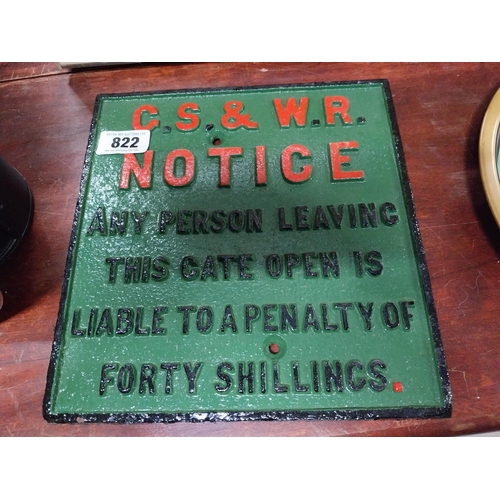 C.S. & W.R.
822
NOTICE
ANY PERSON LEAVING
THIS GATE OPEN IS
LIABLE TO A PENALTY OF
FORTY SHILLINGS.